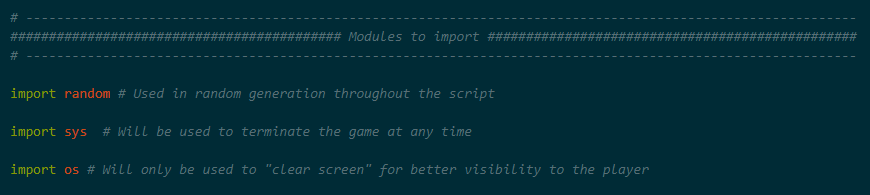 # ------------------------------------------------------------------------------------------------------------
########################################### Modules to import ################################################
# ------------------------------------------------------------------------------------------------------------
import random # Used in random generation throughout the script
import sys  # Will be used to terminate the game at any time
import os # Will only be used to "clear screen" for better visibility to the player